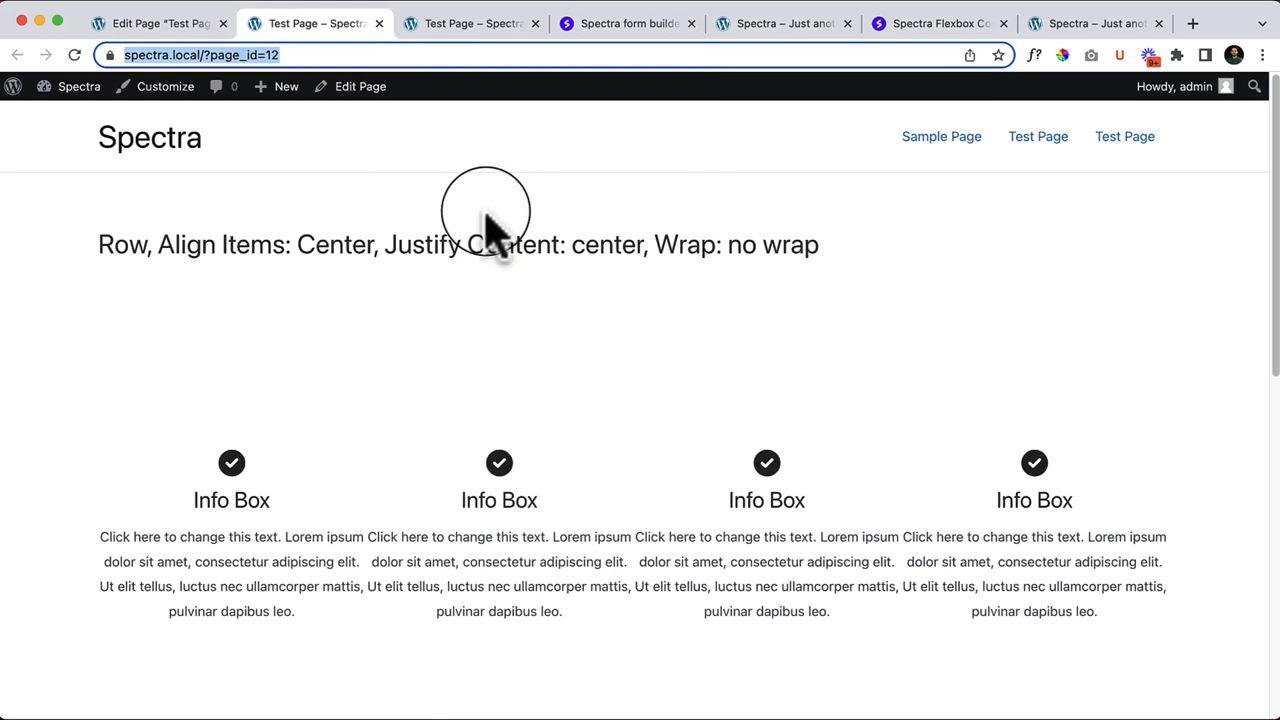 Edit Page "Test Pag
Test Page – Spectra
Test Page – Spectra
Spectra form builde
Spectra – Just anot
Spectra Flexbox Co
Spectra – Just anot
spectra.local/?page_id=12
f?
U
9+
Spectra
Customize
0
New
Edit Page
Howdy, admin
Spectra
Sample Page
Test Page
Test Page
Row, Align Items: Center, Justify Content: center, Wrap: no wrap
Info Box
Info Box
Info Box
Info Box
Click here to change this text. Lorem ipsum
dolor sit amet, consectetur adipiscing elit.
Ut elit tellus, luctus nec ullamcorper mattis,
pulvinar dapibus leo.
Click here to change this text. Lorem ipsum
dolor sit amet, consectetur adipiscing elit.
Ut elit tellus, luctus nec ullamcorper mattis,
pulvinar dapibus leo.
Click here to change this text. Lorem ipsum
dolor sit amet, consectetur adipiscing elit.
Ut elit tellus, luctus nec ullamcorper mattis,
pulvinar dapibus leo.
Click here to change this text. Lorem ipsum
dolor sit amet, consectetur adipiscing elit.
Ut elit tellus, luctus nec ullamcorper mattis,
pulvinar dapibus leo.